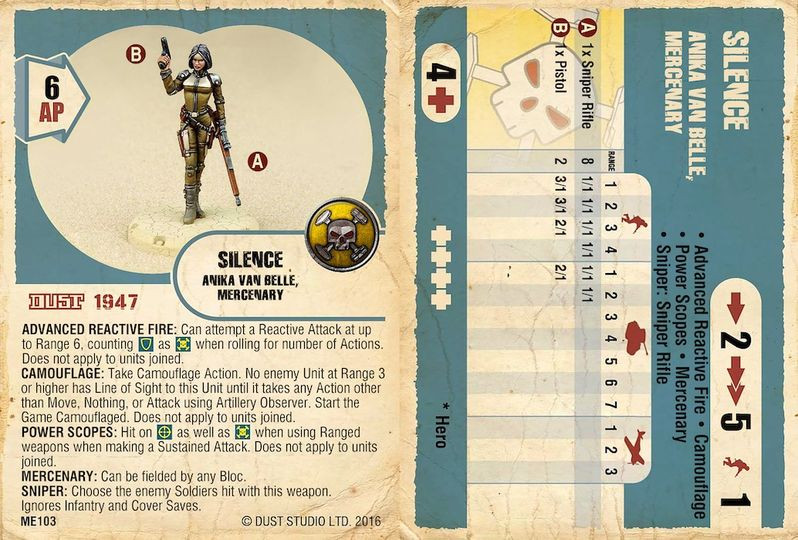 B
6
AP
A
SILENCE
ANIKA VAN BELLE,
MERCENARY
DUST 1947
ADVANCED REACTIVE FIRE: Can attempt a Reactive Attack at up
to Range 6, counting as when rolling for number of Actions.
Does not apply to units joined.
CAMOUFLAGE: Take Camouflage Action. No enemy Unit at Range 3
or higher has Line of Sight to this Unit until it takes any Action other
than Move, Nothing, or Attack using Artillery Observer. Start the
Game Camouflaged. Does not apply to units joined.
POWER SCOPES: Hit on as well as when using Ranged
weapons when making a Sustained Attack. Does not apply to units
joined.
MERCENARY: Can be fielded by any Bloc.
SNIPER: Choose the enemy Soldiers hit with this weapon.
Ignores Infantry and Cover Saves.
ME103 © DUST STUDIO LTD. 2016
SILENCE
ANIKA VAN BELLE,
MERCENARY
2 5 1
• Advanced Reactive Fire • Camouflage
• Power Scopes • Mercenary
• Sniper: Sniper Rifle
RANGE 1 2 3 4 1 2 3 4 5 6 7 1 2 3
A 1x Sniper Rifle 8 1/1 1/1 1/1 1/1 1/1 1/1
B 1x Pistol 2 3/1 3/1 2/1 2/1
4
* Hero